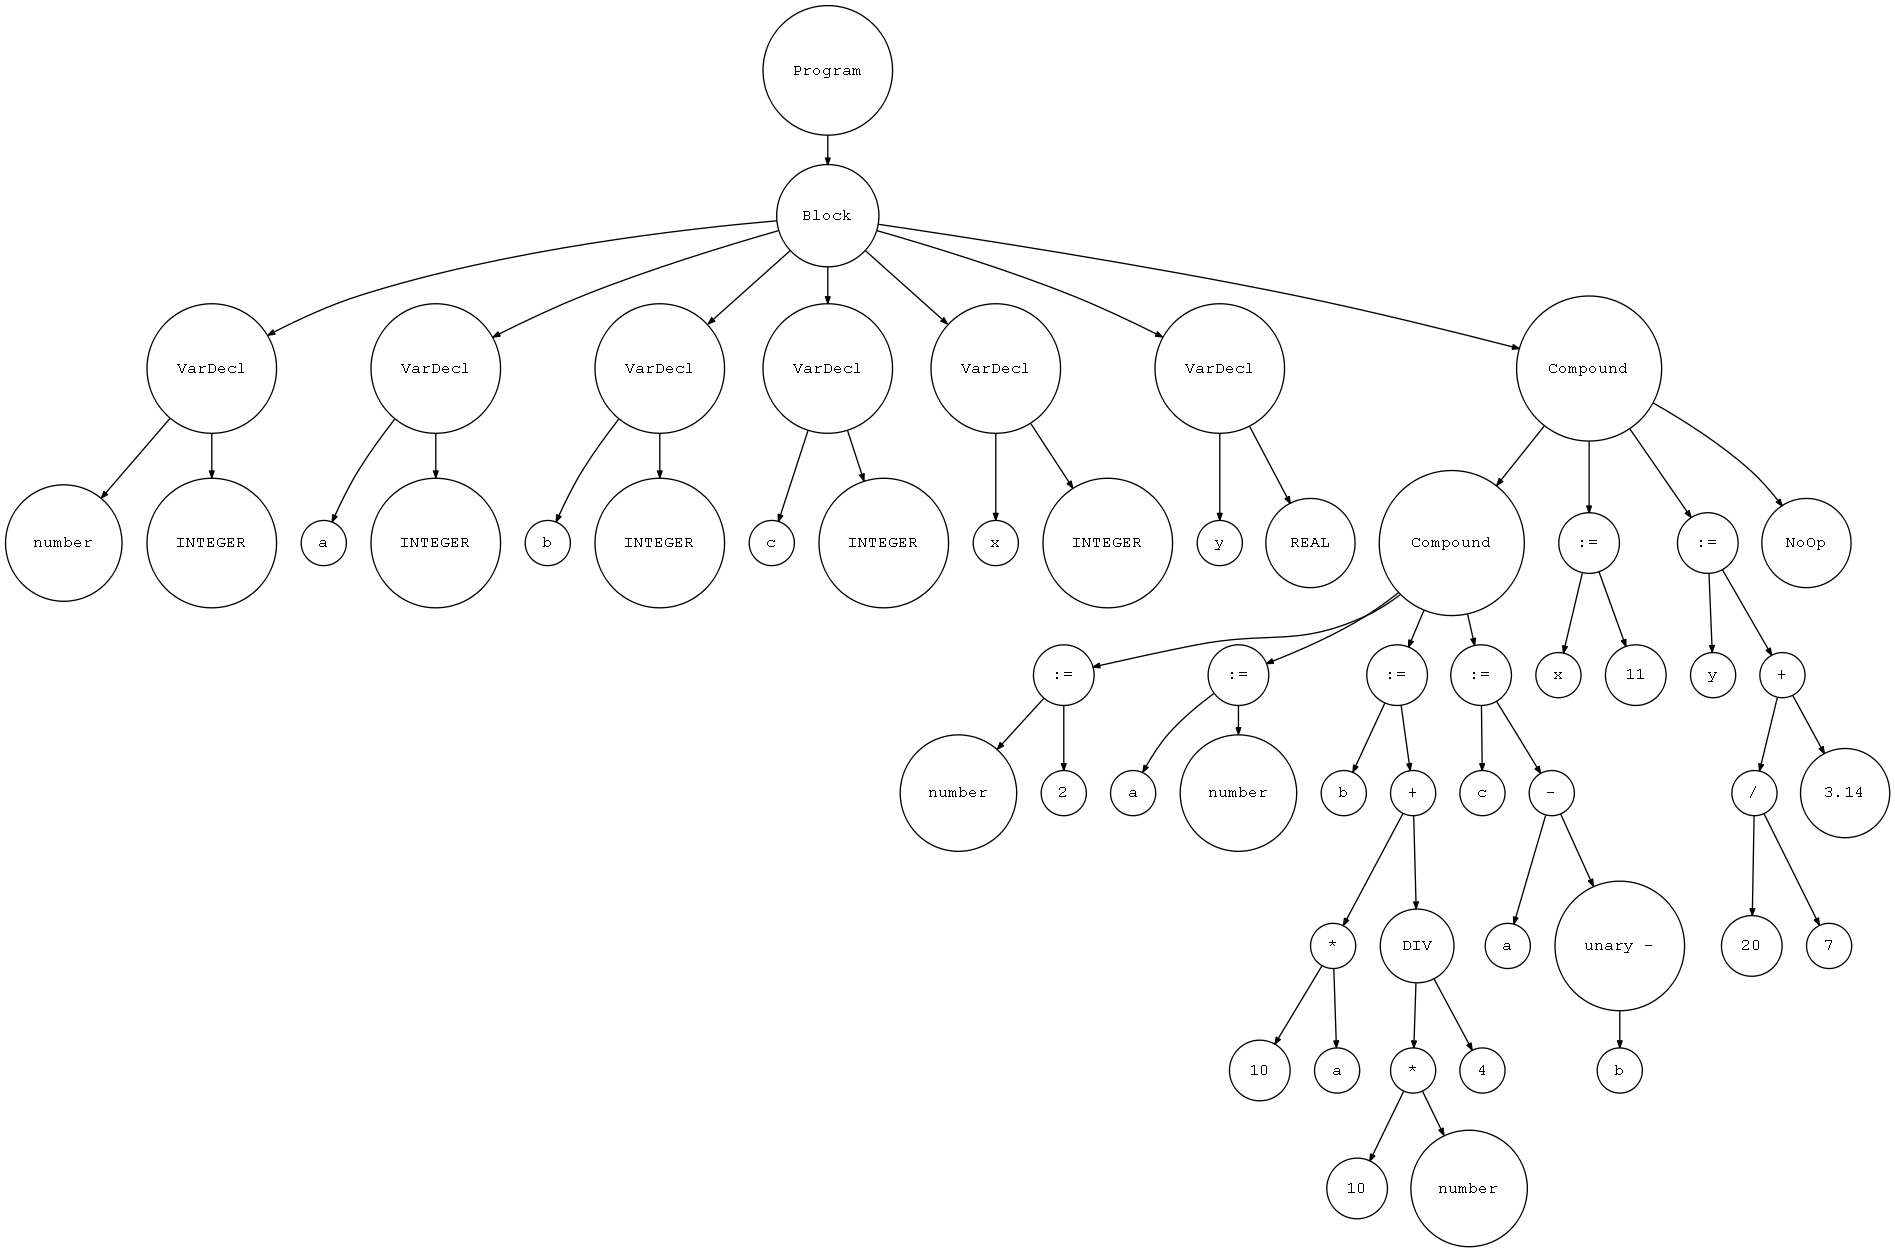 Program
Block
VarDecl VarDecl VarDecl VarDecl VarDecl VarDecl Compound
number INTEGER a INTEGER b INTEGER c INTEGER x INTEGER y REAL Compound := := NoOp
:= := := := x 11 y +
number 2 a number b + c - / 3.14
* DIV a unary - 20 7
10 a * 4 b
10 number